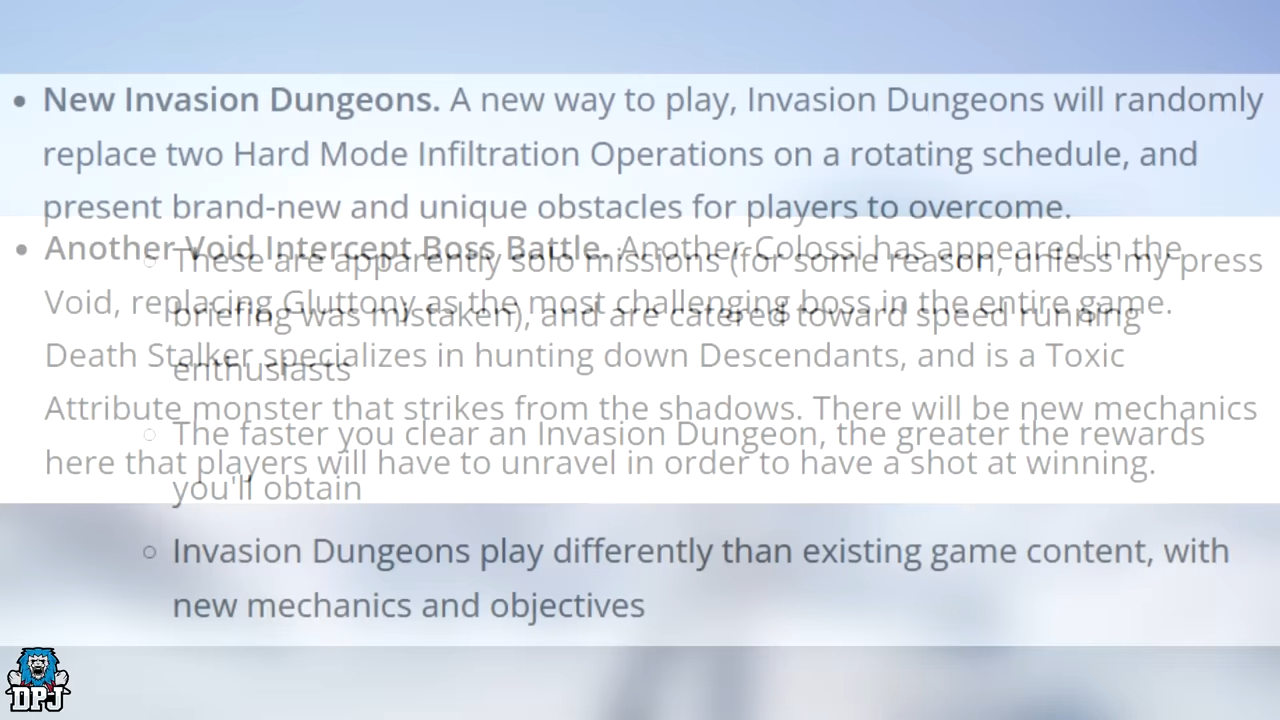 • New Invasion Dungeons. A new way to play, Invasion Dungeons will randomly
replace two Hard Mode Infiltration Operations on a rotating schedule, and
present brand-new and unique obstacles for players to overcome.
• Another Void Intercept Boss Battle. Another Colossi has appeared in the
○ These are apparently solo missions (for some reason, unless my press
Void, replacing Gluttony as the most challenging boss in the entire game.
briefing was mistaken), and are catered toward speed running
Death Stalker specializes in hunting down Descendants, and is a Toxic
enthusiasts
Attribute monster that strikes from the shadows. There will be new mechanics
○ The faster you clear an Invasion Dungeon, the greater the rewards
here that players will have to unravel in order to have a shot at winning.
you'll obtain
○ Invasion Dungeons play differently than existing game content, with
new mechanics and objectives
DPJ